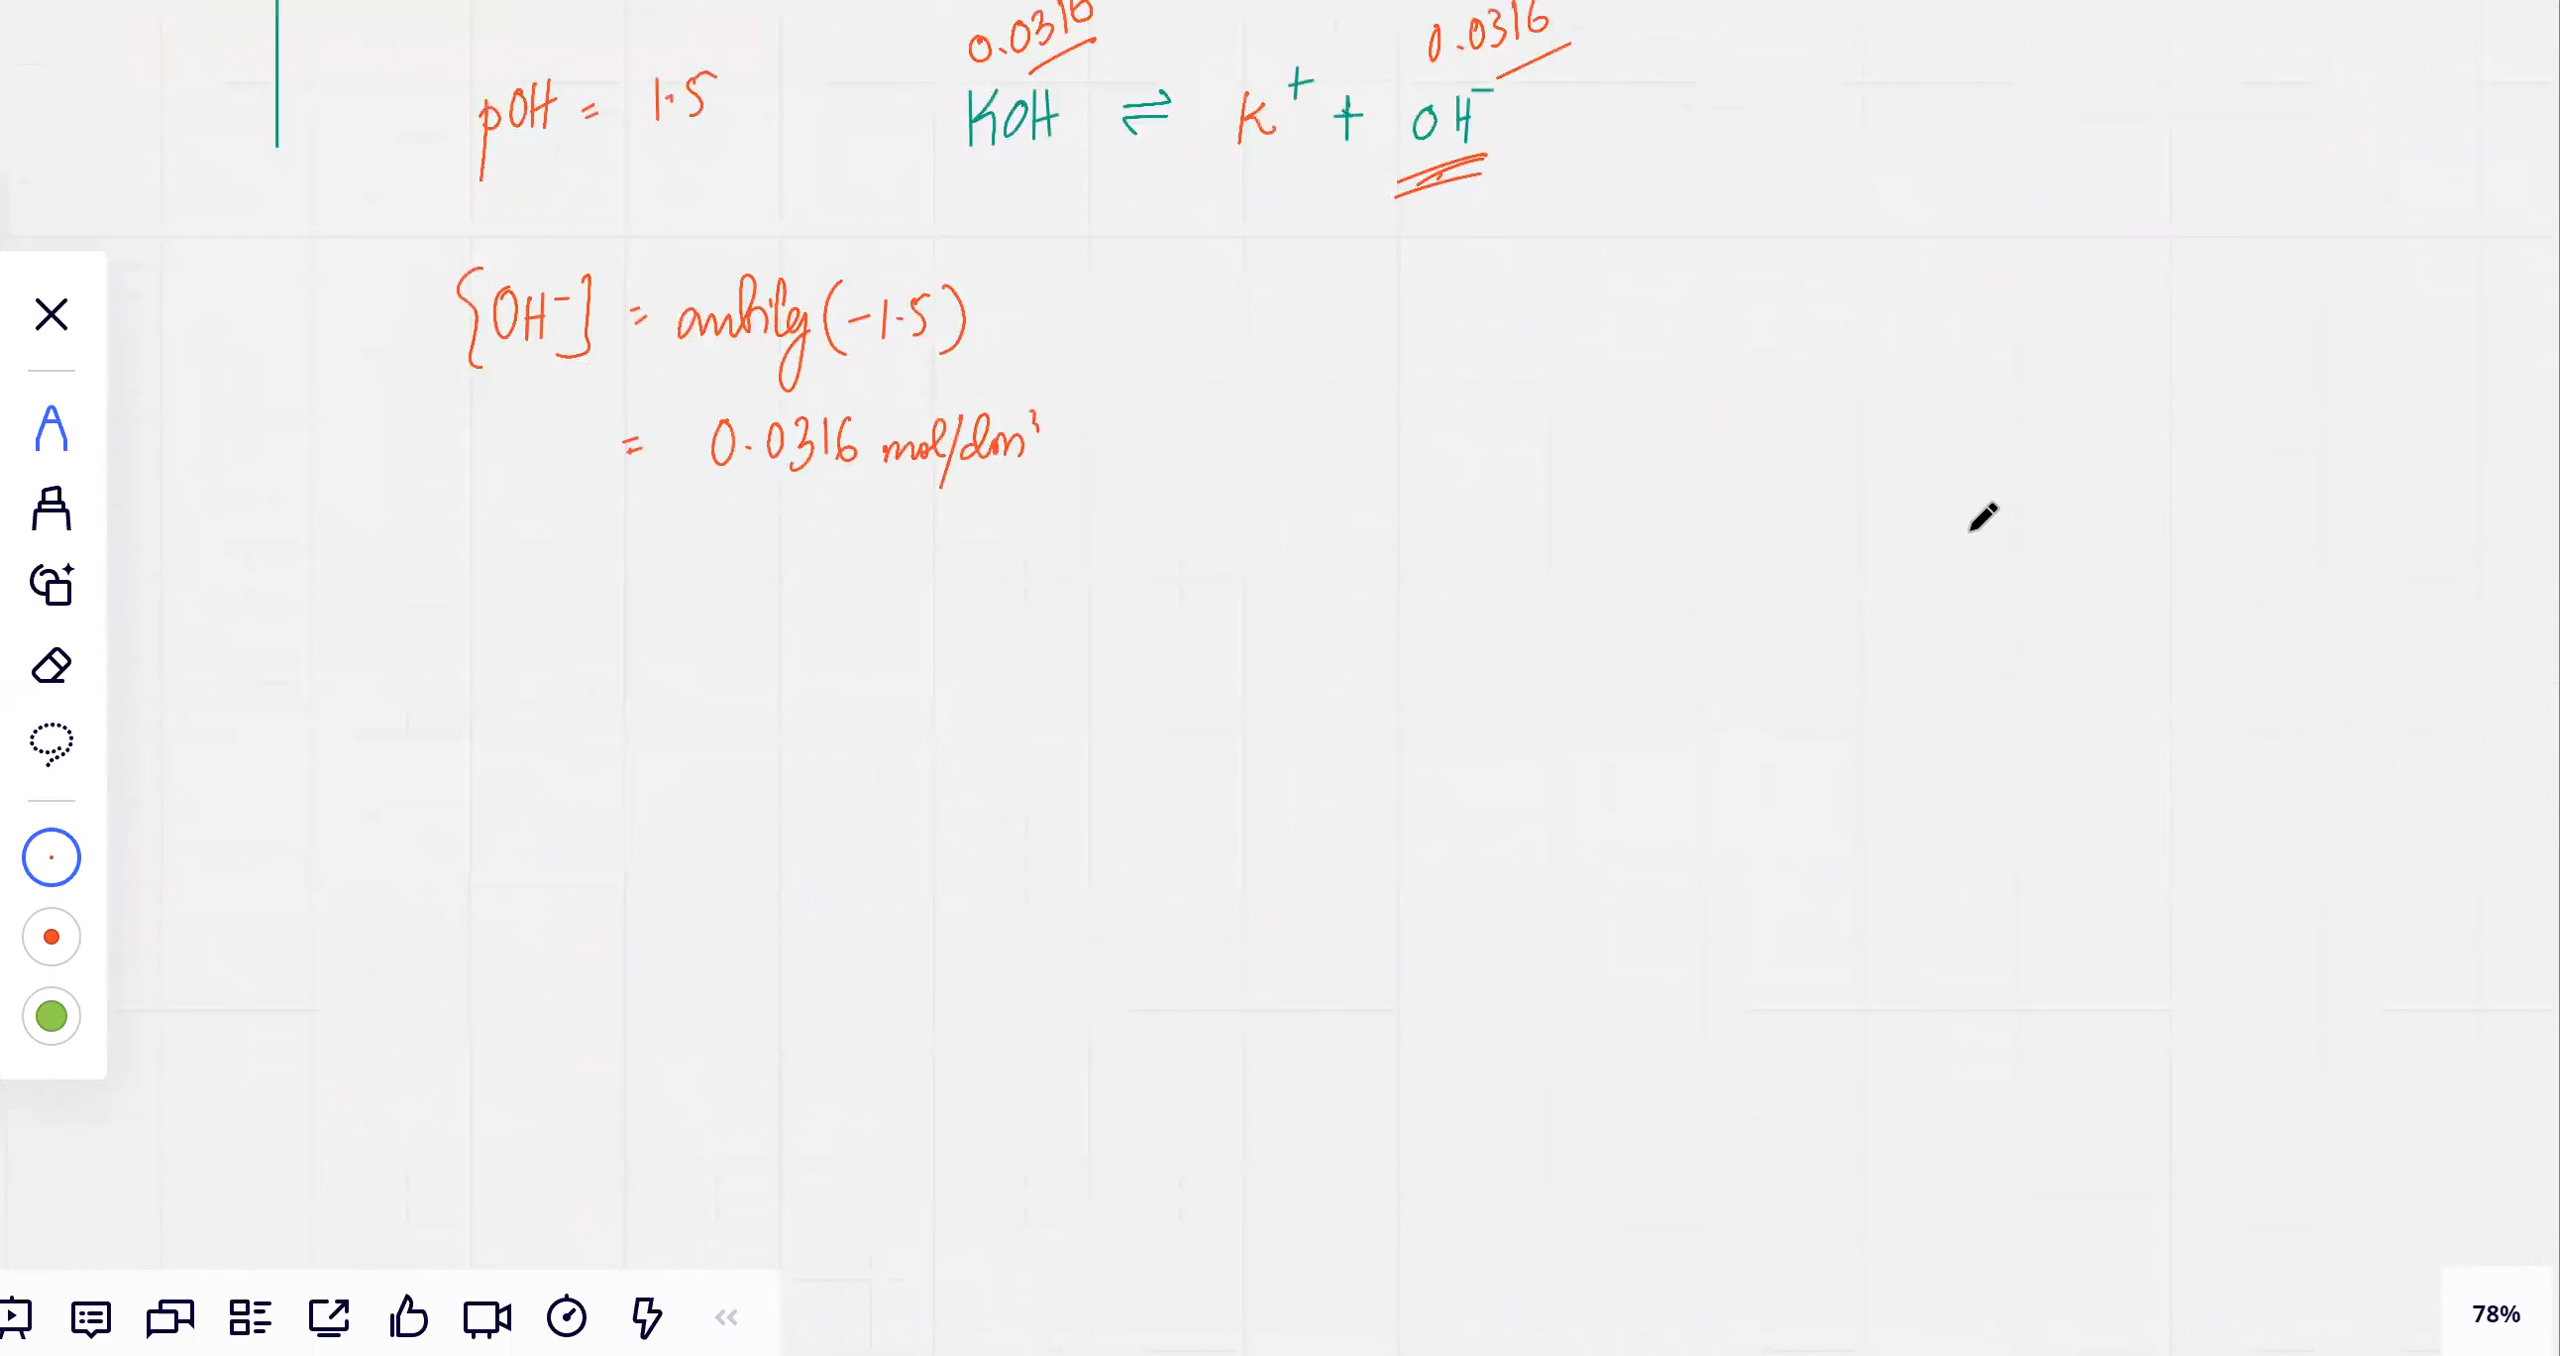 0.0316 0.0316
pOH = 1.5 KOH ⇌ K⁺ + OH⁻
{OH⁻] = antilog(-1.5)
= 0.0316 mol/dm³
78%